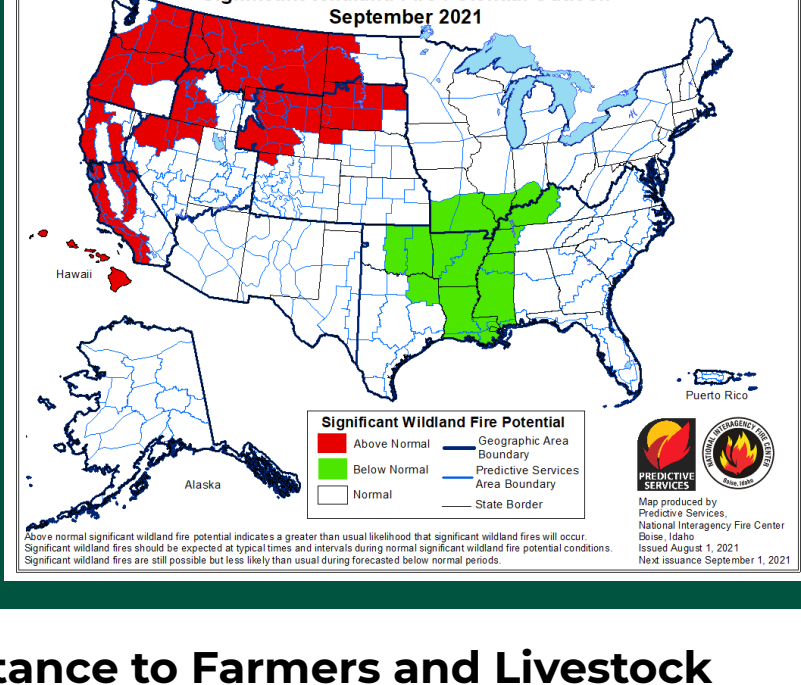 September 2021
Hawaii
Puerto Rico
Alaska
Significant Wildland Fire Potential
Above Normal
Below Normal
Normal
Geographic Area
Boundary
Predictive Services
Area Boundary
State Border
PREDICTIVE
SERVICES
NATIONAL INTERAGENCY FIRE CENTER
Boise, Idaho
Map produced by
Predictive Services,
National Interagency Fire Center
Boise, Idaho
Issued August 1, 2021
Next issuance September 1, 2021
Above normal significant wildland fire potential indicates a greater than usual likelihood that significant wildland fires will occur.
Significant wildland fires should be expected at typical times and intervals during normal significant wildland fire potential conditions.
Significant wildland fires are still possible but less likely than usual during forecasted below normal periods.
tance to Farmers and Livestock